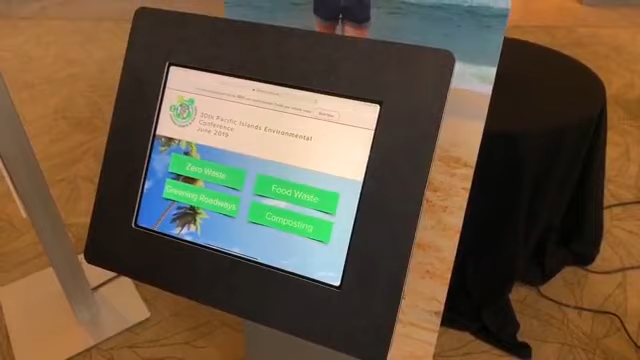 30th Pacific Islands Environmental
Conference
June 2019
Zero Waste
Food Waste
Greening Roadways
Composting